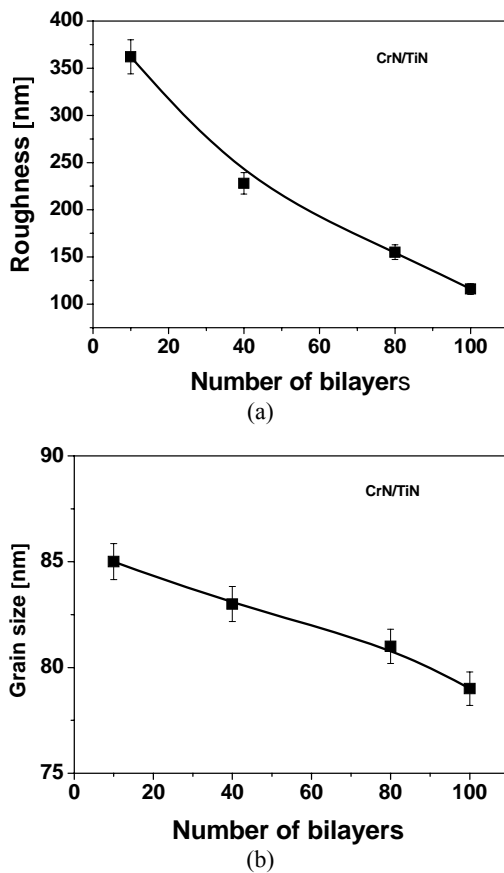 400
350
300
250
200
150
100
Roughness [nm]
CrN/TiN
0 20 40 60 80 100
Number of bilayers
(a)
90
85
80
75
Grain size [nm]
CrN/TiN
0 20 40 60 80 100
Number of bilayers
(b)